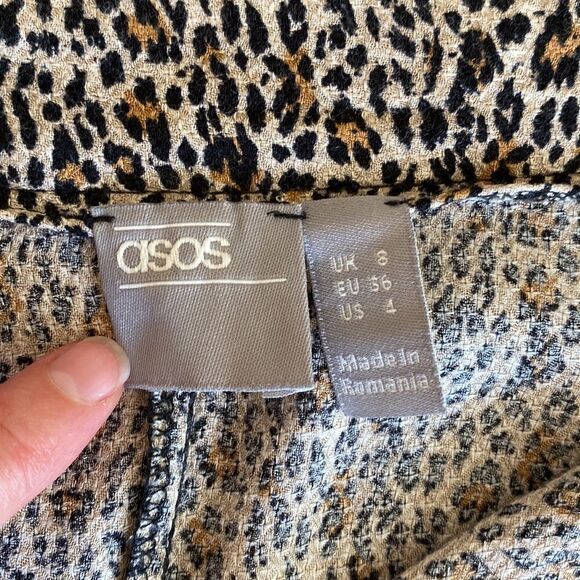 asos
UK 8
EU 36
US 4
Made in
Romania